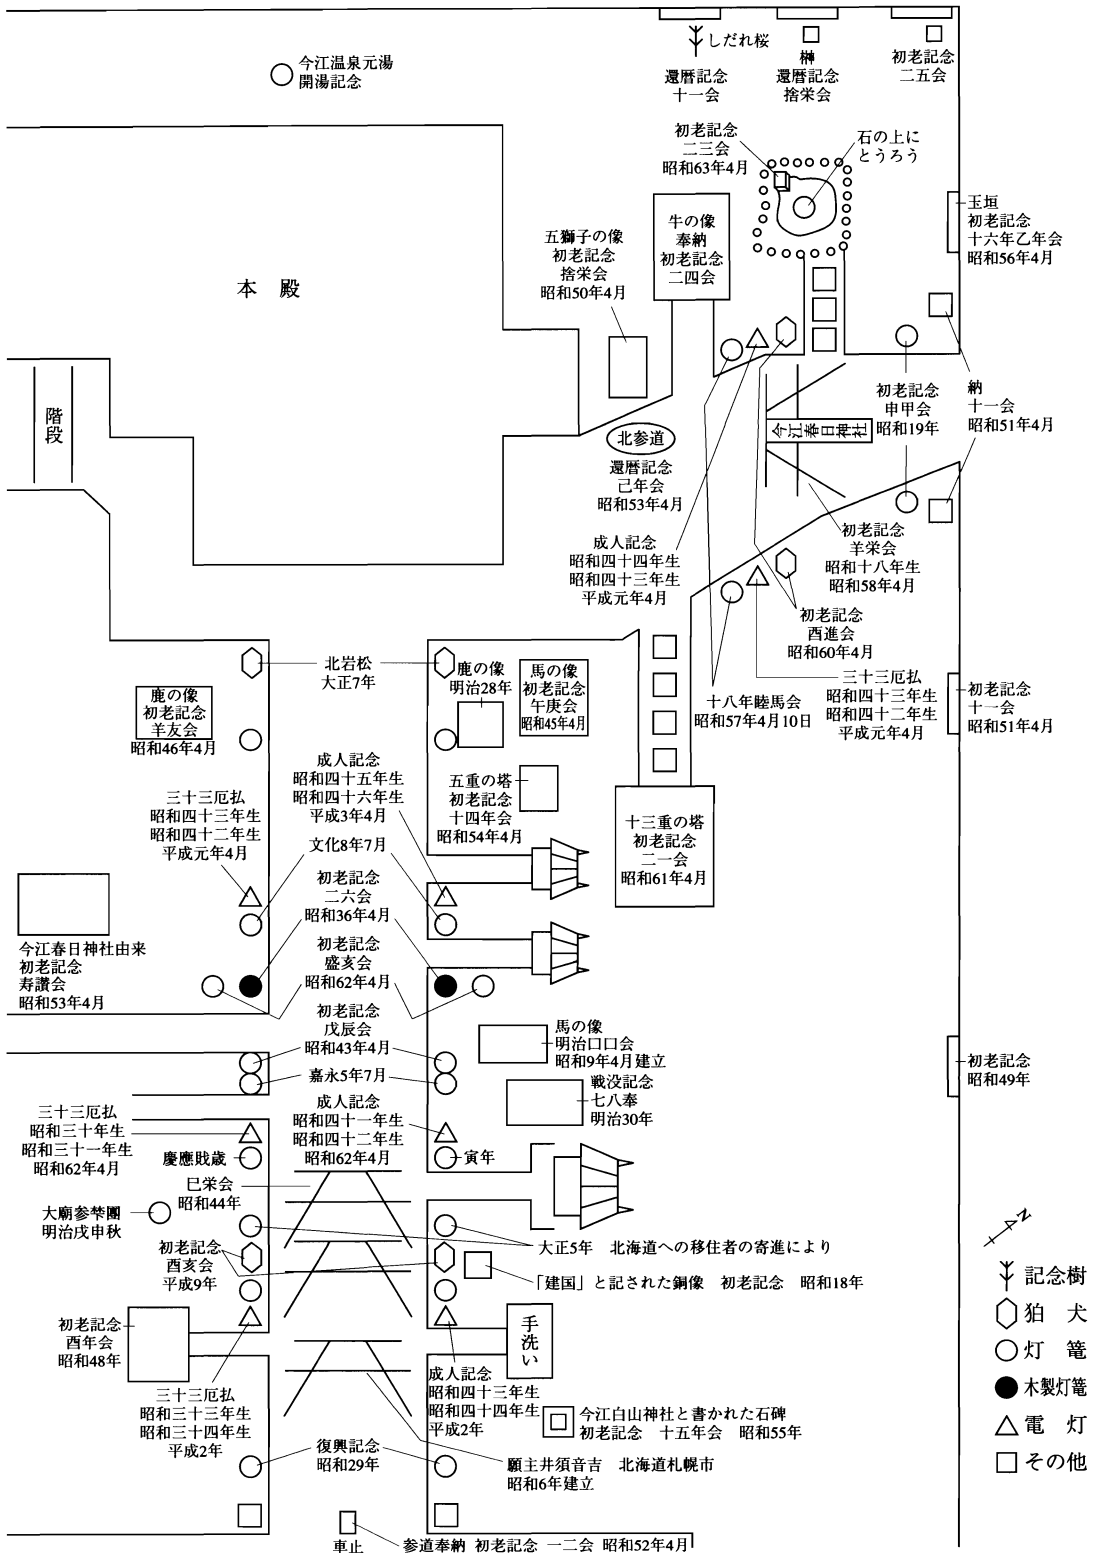 今江温泉元湯
開湯記念
しだれ桜
還暦記念
十一会
榊
還暦記念
捨栄会
初老記念
二五会
初老記念
二三会
昭和63年4月
石の上に
とうろう
玉垣
初老記念
十六年乙年会
昭和56年4月
牛の像
奉納
初老記念
二四会
五獅子の像
初老記念
捨栄会
昭和50年4月
本殿
階段
北参道
還暦記念
己年会
昭和53年4月
初老記念
申甲会
昭和19年
納
十一会
昭和51年4月
今江春日神社
成人記念
昭和四十四年生
昭和四十三年生
平成元年4月
初老記念
羊栄会
昭和十八年生
昭和58年4月
初老記念
酉進会
昭和60年4月
北岩松
大正7年
鹿の像
明治28年
馬の像
初老記念
午庚会
昭和45年4月
鹿の像
初老記念
羊友会
昭和46年4月
十八年睦馬会
昭和57年4月10日
三十三厄払
昭和四十三年生
昭和四十二年生
平成元年4月
初老記念
十一会
昭和51年4月
成人記念
昭和四十五年生
昭和四十六年生
平成3年4月
五重の塔
初老記念
十四年会
昭和54年4月
三十三厄払
昭和四十三年生
昭和四十二年生
平成元年4月
十三重の塔
初老記念
二一会
昭和61年4月
文化8年7月
初老記念
二六会
昭和36年4月
今江春日神社由来
初老記念
寿讃会
昭和53年4月
初老記念
盛亥会
昭和62年4月
初老記念
戊辰会
昭和43年4月
馬の像
明治口口会
昭和9年4月建立
初老記念
昭和49年
嘉永5年7月
戦没記念
七八奉
明治30年
三十三厄払
昭和三十年生
昭和三十一年生
昭和62年4月
成人記念
昭和四十一年生
昭和四十二年生
昭和62年4月
慶應戝歳
寅年
巳栄会
昭和44年
大廟参拲團
明治戊申秋
大正5年 北海道への移住者の寄進により
初老記念
酉亥会
平成9年
「建国」と記された銅像 初老記念 昭和18年
初老記念
酉年会
昭和48年
手洗い
三十三厄払
昭和三十三年生
昭和三十四年生
平成2年
成人記念
昭和四十三年生
昭和四十四年生
平成2年
今江白山神社と書かれた石碑
初老記念 十五年会 昭和55年
復興記念
昭和29年
願主井須音吉 北海道札幌市
昭和6年建立
車止
参道奉納 初老記念 一二会 昭和52年4月
N
記念樹
狛犬
灯篭
木製灯篭
電灯
その他